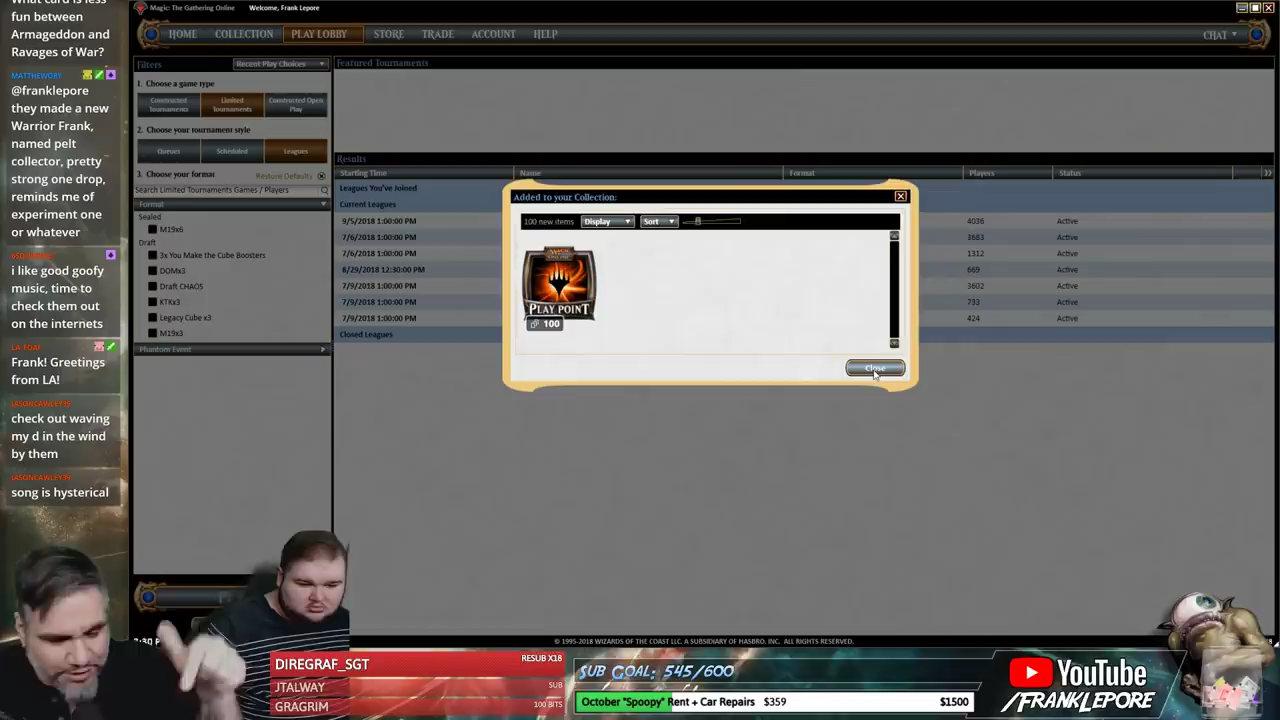 What card is less
fun between
Armageddon and
Ravages of War?
@franklepore
they made a new
Warrior Frank,
named pelt
collector, pretty
strong one drop,
reminds me of
experiment one
or whatever
i like good goofy
music, time to
check them out
on the internets
Frank! Greetings
from LA!
JASONCAWLEY95
check out waving
my d in the wind
by them
song is hysterical
Magic: The Gathering Online Welcome, Frank Lepore
HOME COLLECTION PLAY LOBBY STORE TRADE ACCOUNT HELP CHAT
Filters Recent Play Choices
1. Choose a game type
Constructed Tournaments Limited Tournaments Constructed Open Play
2. Choose your tournament style
Queues Scheduled Leagues
3. Choose your format Restore Defaults
Search Limited Tournaments Games / Players
Format
Sealed
M19x6
Draft
3x You Make the Cube Boosters
DOMx3
Draft CHAOS
KTKx3
Legacy Cube x3
M19x3
Phantom Event
Featured Tournaments
Results
Starting Time Name Format Players Status
Leagues You've Joined
Current Leagues
9/5/2018 1:00:00 PM 4036 Active
7/6/2018 1:00:00 PM 3683 Active
7/6/2018 1:00:00 PM 1312 Active
8/29/2018 12:30:00 PM 669 Active
7/9/2018 1:00:00 PM 3602 Active
7/9/2018 1:00:00 PM 733 Active
7/9/2018 1:00:00 PM 424 Active
Closed Leagues
Added to your Collection:
100 new items Display Sort
PLAY POINT
100
Close
© 1995-2018 WIZARDS OF THE COAST LLC. A SUBSIDIARY OF HASBRO, INC. ALL RIGHTS RESERVED.
DIREGRAF_SGT RESUB X18
JTALWAY SUB
GRAGRIM 100 BITS
SUB GOAL: 545/600
October "Spoopy" Rent + Car Repairs $359 $1500
YouTube
/FRANKLEPORE